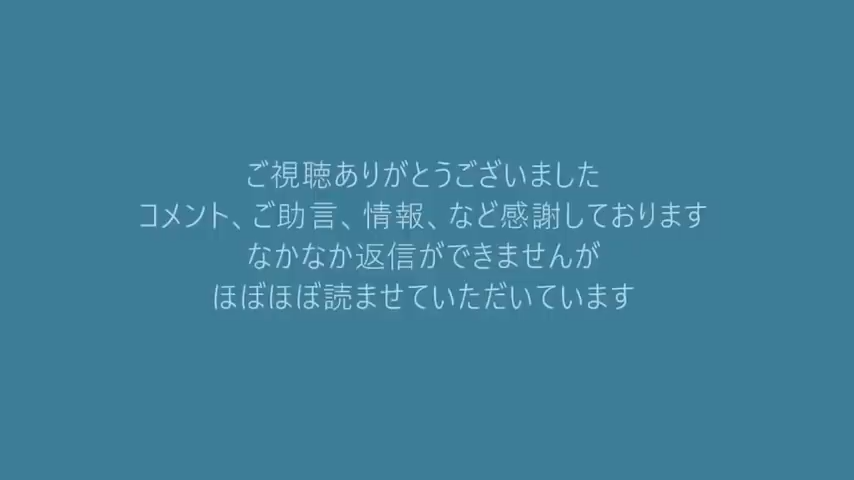 ご視聴ありがとうございました
コメント、ご助言、情報、など感謝しております
なかなか返信ができませんが
ほぼほぼ読ませていただいています